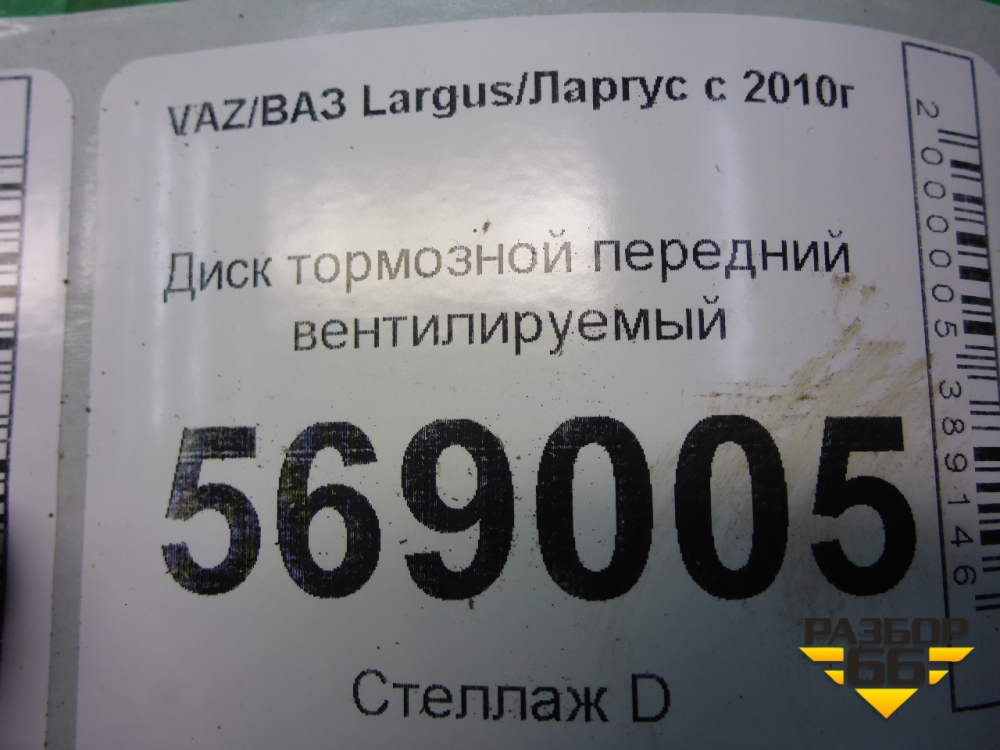 VAZ/ВАЗ Largus/Ларгус с 2010г
Диск тормозной передний
вентилируемый
569005
Стеллаж D
2000005389146
РАЗБОР
66